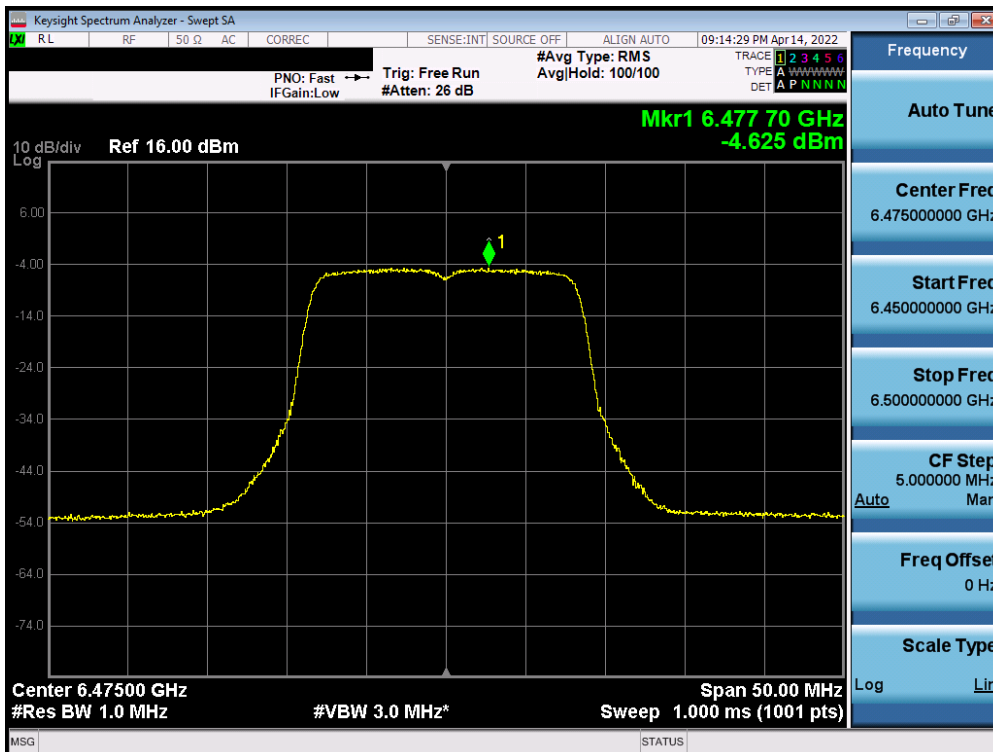 Keysight Spectrum Analyzer - Swept SA
LXI RL RF 50 Ω AC CORREC SENSE:INT SOURCE OFF ALIGN AUTO 09:14:29 PM Apr 14, 2022
PNO: Fast Trig: Free Run #Avg Type: RMS TRACE 1 2 3 4 5 6
IFGain:Low #Atten: 26 dB Avg|Hold: 100/100 TYPE A WWWWW
DET A P N N N N
Mkr1 6.477 70 GHz
-4.625 dBm
10 dB/div Ref 16.00 dBm
Log
1
6.00
-4.00
-14.0
-24.0
-34.0
-44.0
-54.0
-64.0
-74.0
Center 6.47500 GHz Span 50.00 MHz
#Res BW 1.0 MHz #VBW 3.0 MHz* Sweep 1.000 ms (1001 pts)
MSG STATUS
Frequency
Auto Tune
Center Freq
6.475000000 GHz
Start Freq
6.450000000 GHz
Stop Freq
6.500000000 GHz
CF Step
5.000000 MHz
Auto Man
Freq Offset
0 Hz
Scale Type
Log Lin